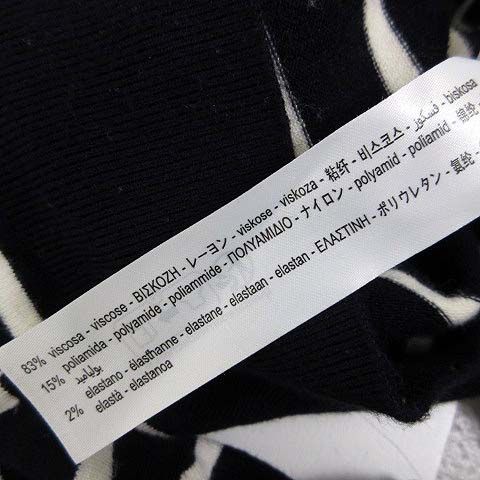 83% viscosa - viscose - ΒΙΣΚΟΖΗ - レーヨン - viskose - viskoza - 粘纤 - 비스코스 - فسكوز - biskosa
15% poliamida - polyamide - poliammide - ΠΟΛΥΑΜΙΔΙΟ - ナイロン - polyamid - poliamid - 锦纶 -
بوليامید
2% elastano - élasthanne - elastane - elastaan - elastan - ΕΛΑΣΤΙΝΗ - ポリウレタン - 氨纶 -
elastā - elastanoa